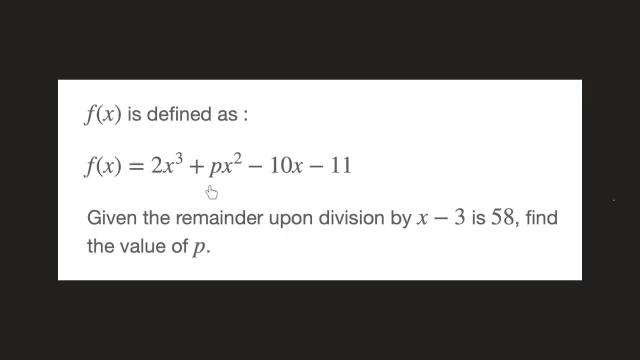 f(x) is defined as :
f(x) = 2x³ + px² − 10x − 11
Given the remainder upon division by x − 3 is 58, find
the value of p.